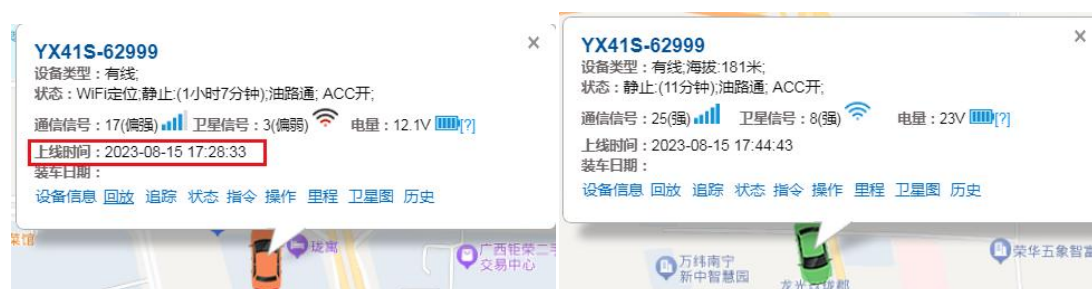 YX41S-62999
设备类型：有线;
状态：WiFi定位;静止:(1小时7分钟);油路通; ACC开;
通信信号：17(偏强) 卫星信号：3(偏弱) 电量：12.1V [?]
上线时间：2023-08-15 17:28:33
装车日期：
设备信息 回放 追踪 状态 指令 操作 里程 卫星图 历史
珑寓
广西钜荣二手
交易中心
YX41S-62999
设备类型：有线;海拔:181米;
状态：静止:(11分钟);油路通; ACC开;
通信信号：25(强) 卫星信号：8(强) 电量：23V [?]
上线时间：2023-08-15 17:44:43
装车日期：
设备信息 回放 追踪 状态 指令 操作 里程 卫星图 历史
万纬南宁
新中智慧园
荣华五象智富